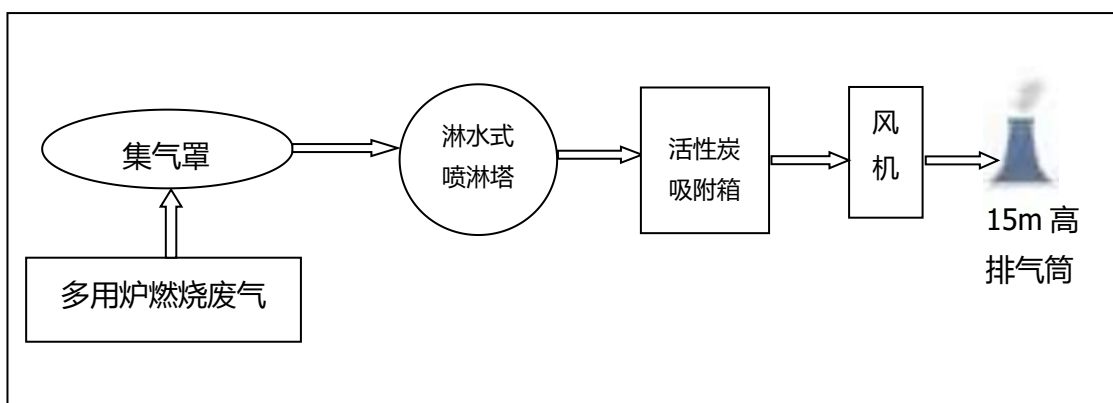 多用炉燃烧废气
集气罩
淋水式
喷淋塔
活性炭
吸附箱
风
机
15m 高
排气筒